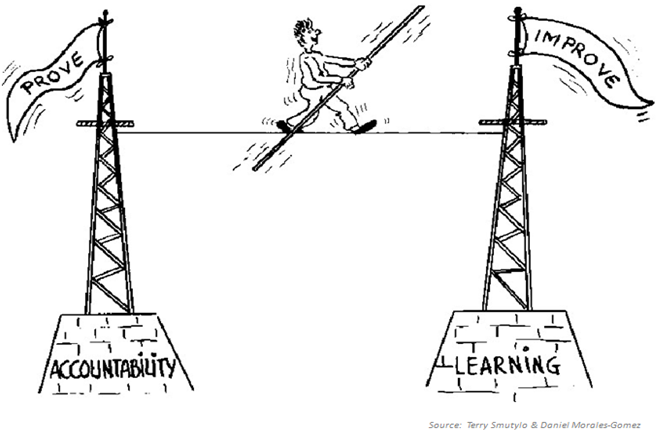 PROVE
IMPROVE
ACCOUNTABILITY
LEARNING
Source: Terry Smutylo & Daniel Morales-Gomez